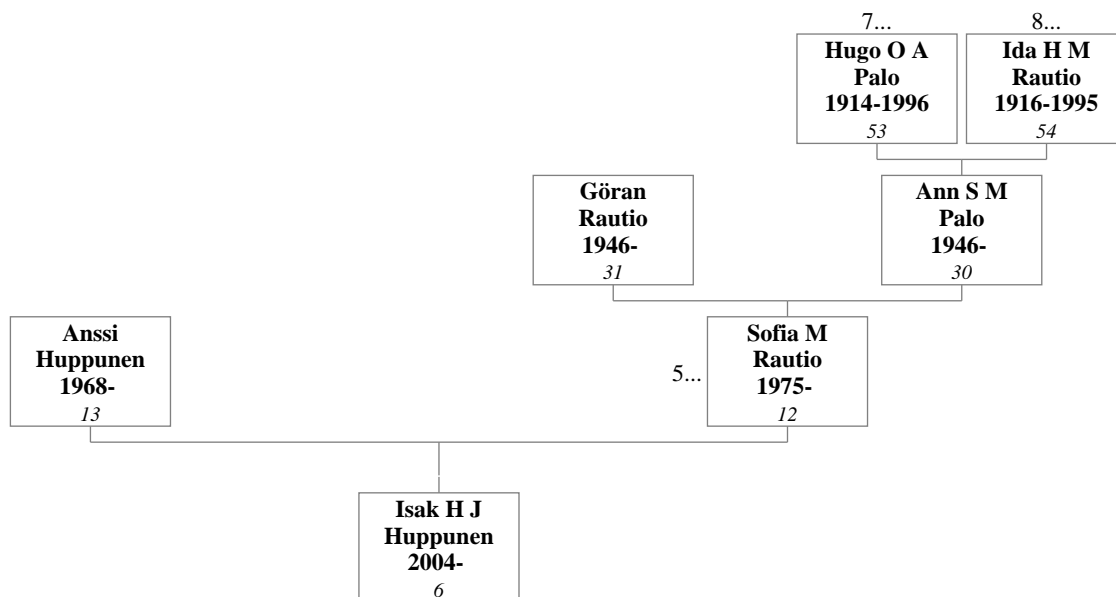 7...
8...
Hugo O A
Palo
1914-1996
53
Ida H M
Rautio
1916-1995
54
Göran
Rautio
1946-
31
Ann S M
Palo
1946-
30
Anssi
Huppunen
1968-
13
5...
Sofia M
Rautio
1975-
12
Isak H J
Huppunen
2004-
6